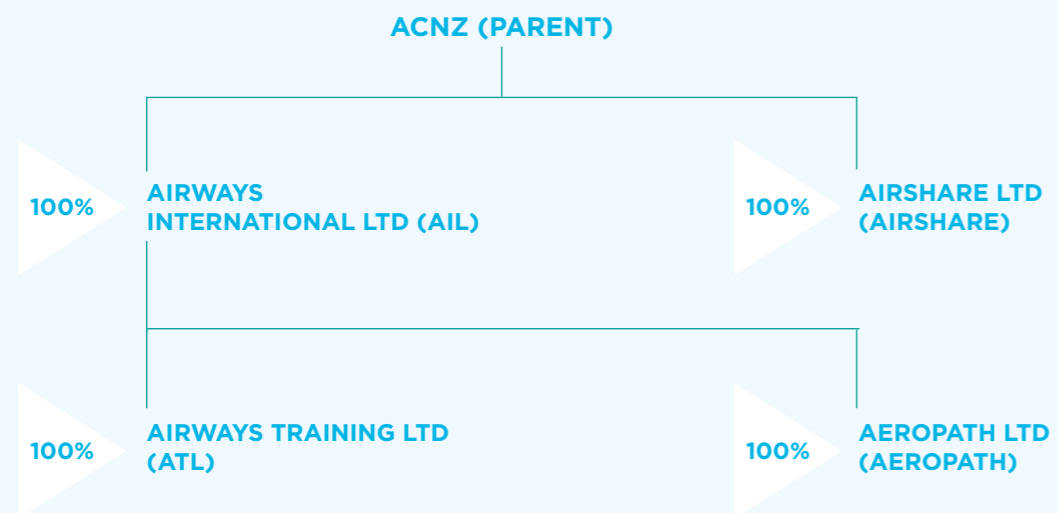 ACNZ (PARENT)
100%
AIRWAYS
INTERNATIONAL LTD (AIL)
100%
AIRSHARE LTD
(AIRSHARE)
100%
AIRWAYS TRAINING LTD
(ATL)
100%
AEROPATH LTD
(AEROPATH)